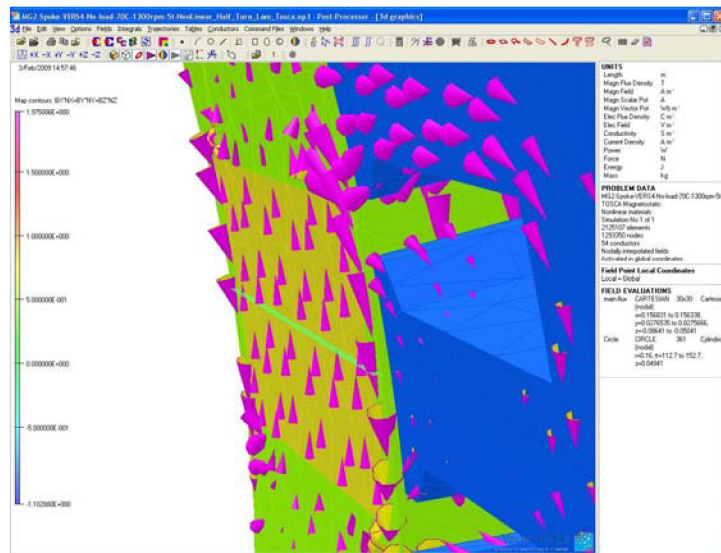 MG2-Spoke-VERS4-No-load-70C-1300rpm-5t-NonLinear_Half_Turn_Lam_Tosca.op3 - Post-Processor - [3d graphics]
File Edit View Options Fields Integrals Trajectories Tables Conductors Command Files Windows Help
+X -X +Y -Y +Z -Z
3/Feb/2009 14:57:46
Map contours: BX*NX+BY*NY+BZ*NZ
1.975006E+000
1.500000E+000
1.000000E+000
5.000000E-001
0.000000E+000
-5.000000E-001
-1.102980E+000
UNITS
Length m
Magn Flux Density T
Magn Field A m⁻¹
Magn Scalar Pot A
Magn Vector Pot Wb m⁻¹
Elec Flux Density C m⁻²
Elec Field V m⁻¹
Conductivity S m⁻¹
Current Density A m⁻²
Power W
Force N
Energy J
Mass kg
PROBLEM DATA
MG2-Spoke-VERS4-No-load-70C-1300rpm-5t
TOSCA Magnetostatic
Nonlinear materials
Simulation No 1 of 1
2125107 elements
1293350 nodes
54 conductors
Nodally interpolated fields
Activated in global coordinates
Field Point Local Coordinates
Local = Global
FIELD EVALUATIONS
main-flux CARTESIAN 30x30 Cartesia
(nodal)
x=0.156831 to 0.156338,
y=0.0276535 to 0.0275666,
z=-0.08641 to -0.05041
Circle CIRCLE 361 Cylindric
(nodal)
r=0.16, θ=112.7 to 152.7,
z=0.04941